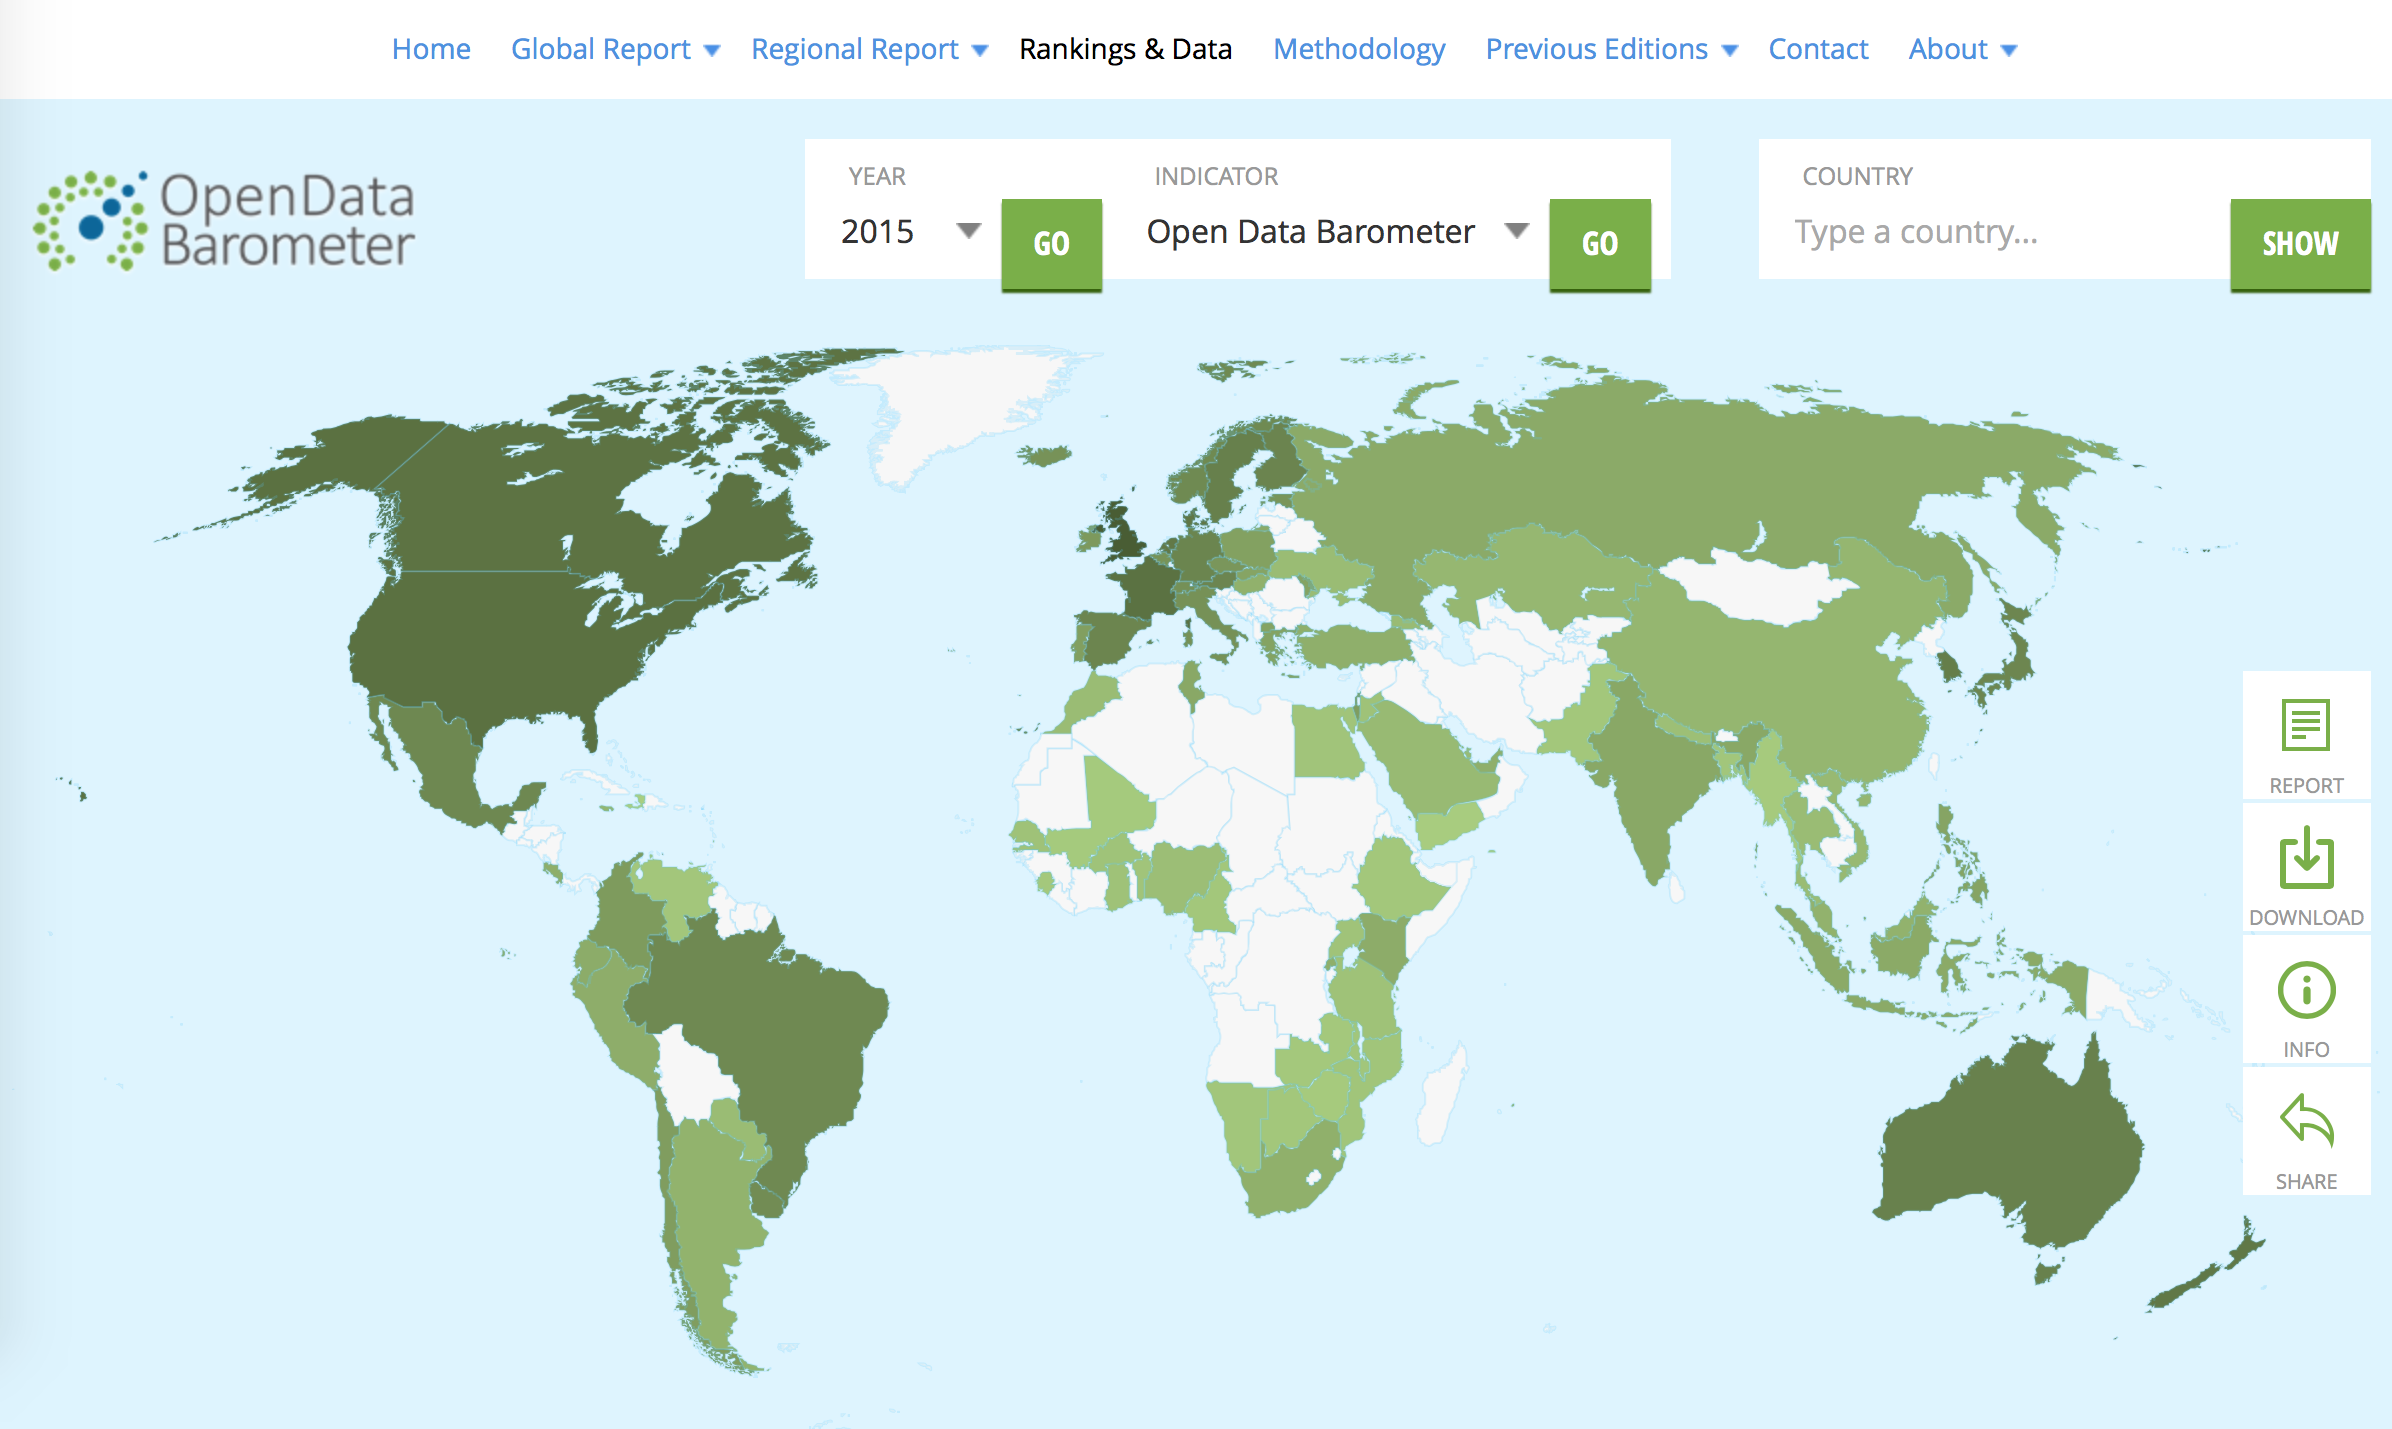 Home Global Report Regional Report Rankings & Data Methodology Previous Editions Contact About
OpenData
Barometer
YEAR
2015
GO
INDICATOR
Open Data Barometer
GO
COUNTRY
Type a country...
SHOW
REPORT
DOWNLOAD
INFO
SHARE